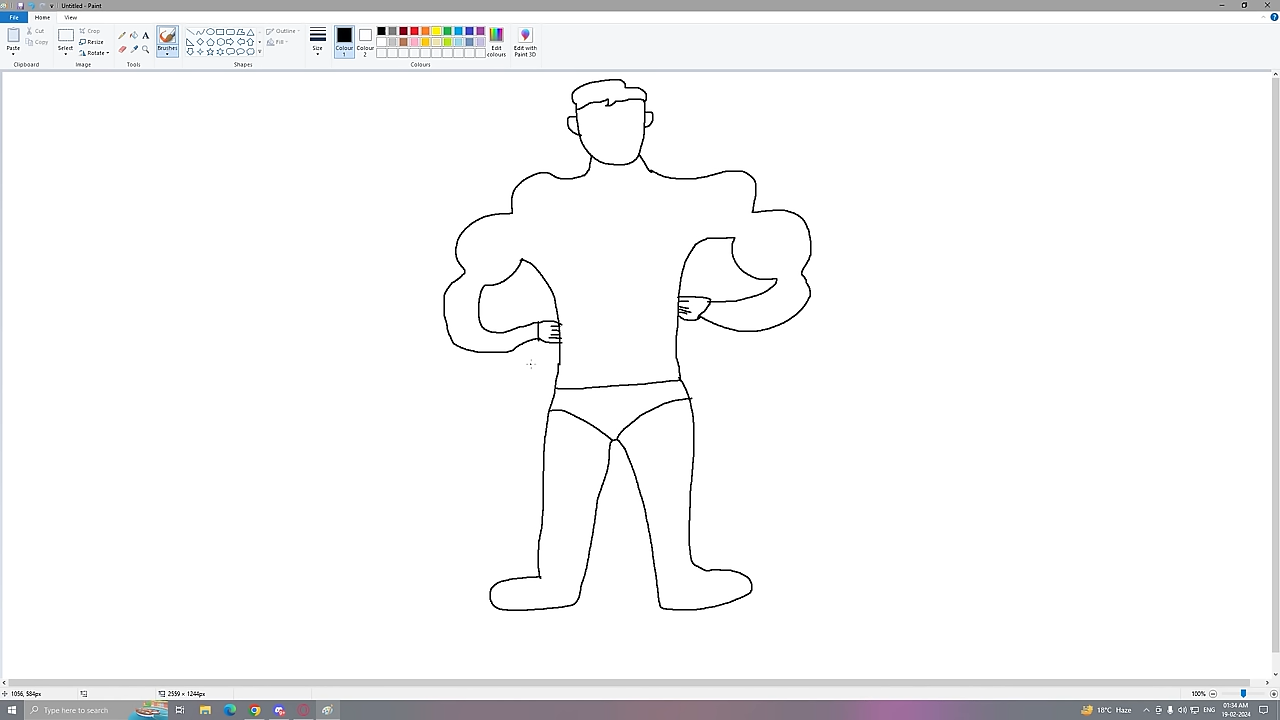 Untitled - Paint
File Home View
Paste Cut Copy Select Crop Resize Rotate A Brushes Outline Fill Size Colour 1 Colour 2 Edit colours Edit with Paint 3D
Clipboard Image Tools Shapes Colours
1056, 584px 2559 × 1244px 100%
Type here to search 18°C Haze ENG 01:34 AM 19-02-2024